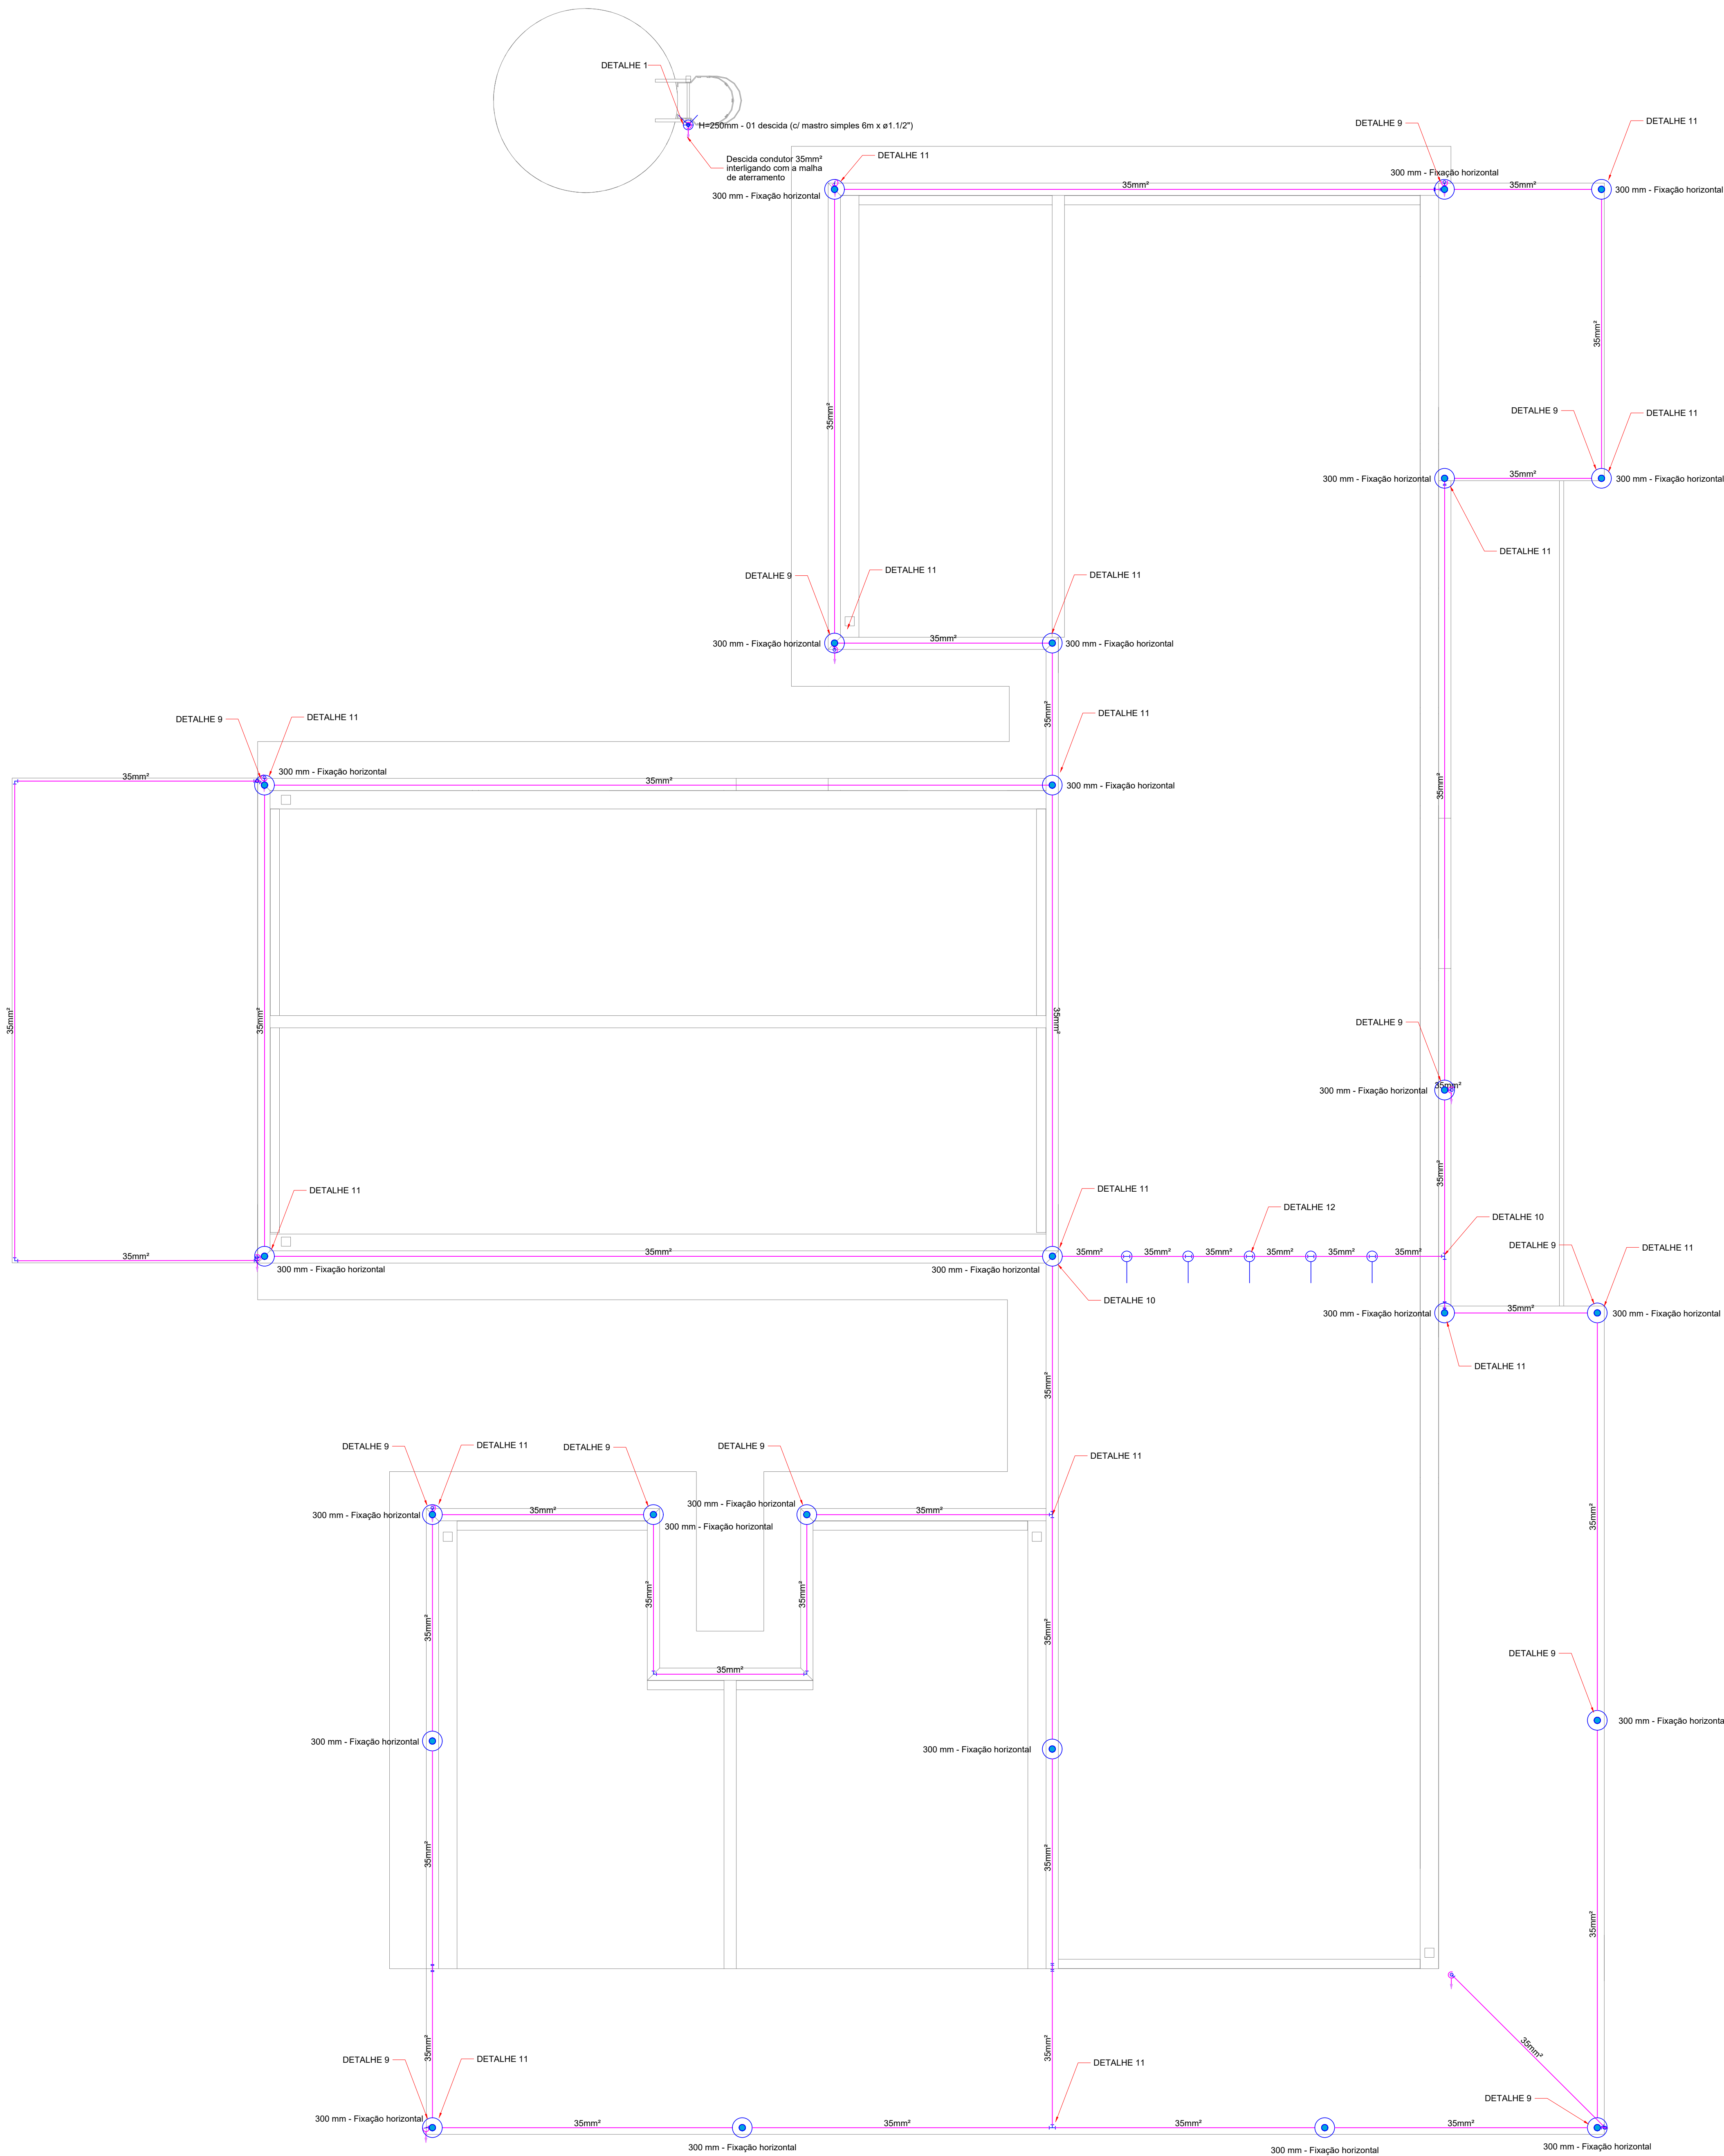 DETALHE 1
H=250mm - 01 descida (c/ mastro simples 6m x ø1.1/2")
Descida condutor 35mm²
interligando com a malha
de aterramento
DETALHE 9
DETALHE 11
DETALHE 11
300 mm - Fixação horizontal
35mm²
35mm²
300 mm - Fixação horizontal
300 mm - Fixação horizontal
35mm²
35mm²
DETALHE 9
DETALHE 11
300 mm - Fixação horizontal
35mm²
300 mm - Fixação horizontal
DETALHE 11
DETALHE 9
DETALHE 11
DETALHE 11
300 mm - Fixação horizontal
35mm²
300 mm - Fixação horizontal
35mm²
DETALHE 9
DETALHE 11
DETALHE 11
300 mm - Fixação horizontal
35mm²
35mm²
300 mm - Fixação horizontal
35mm²
35mm²
35mm²
35mm²
DETALHE 9
35mm²
300 mm - Fixação horizontal
35mm²
DETALHE 11
DETALHE 11
DETALHE 12
DETALHE 10
DETALHE 9
DETALHE 11
35mm²
35mm²
35mm²
35mm²
35mm²
35mm²
35mm²
35mm²
300 mm - Fixação horizontal
300 mm - Fixação horizontal
DETALHE 10
300 mm - Fixação horizontal
35mm²
300 mm - Fixação horizontal
DETALHE 11
35mm²
DETALHE 9
DETALHE 11
DETALHE 9
DETALHE 9
DETALHE 11
300 mm - Fixação horizontal
35mm²
300 mm - Fixação horizontal
300 mm - Fixação horizontal
35mm²
35mm²
35mm²
35mm²
35mm²
35mm²
35mm²
DETALHE 9
300 mm - Fixação horizontal
300 mm - Fixação horizontal
300 mm - Fixação horizonta
35mm²
35mm²
35mm²
35mm²
35mm²
35mm²
DETALHE 9
DETALHE 11
DETALHE 11
DETALHE 9
300 mm - Fixação horizontal
35mm²
35mm²
35mm²
35mm²
300 mm - Fixação horizontal
300 mm - Fixação horizontal
300 mm - Fixação horizontal